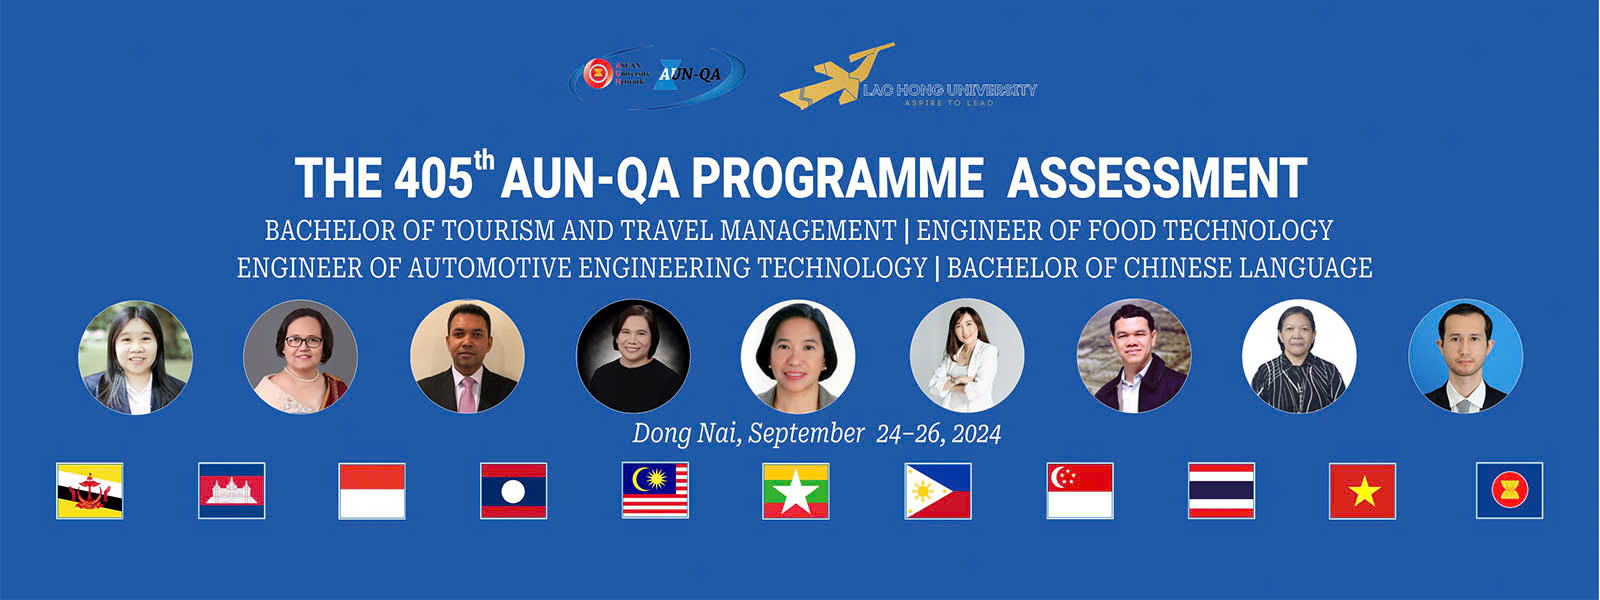 ASEAN
University
Network
AUN-QA
LAC HONG UNIVERSITY
ASPIRE TO LEAD
THE 405th AUN-QA PROGRAMME ASSESSMENT
BACHELOR OF TOURISM AND TRAVEL MANAGEMENT | ENGINEER OF FOOD TECHNOLOGY
ENGINEER OF AUTOMOTIVE ENGINEERING TECHNOLOGY | BACHELOR OF CHINESE LANGUAGE
Dong Nai, September 24-26, 2024